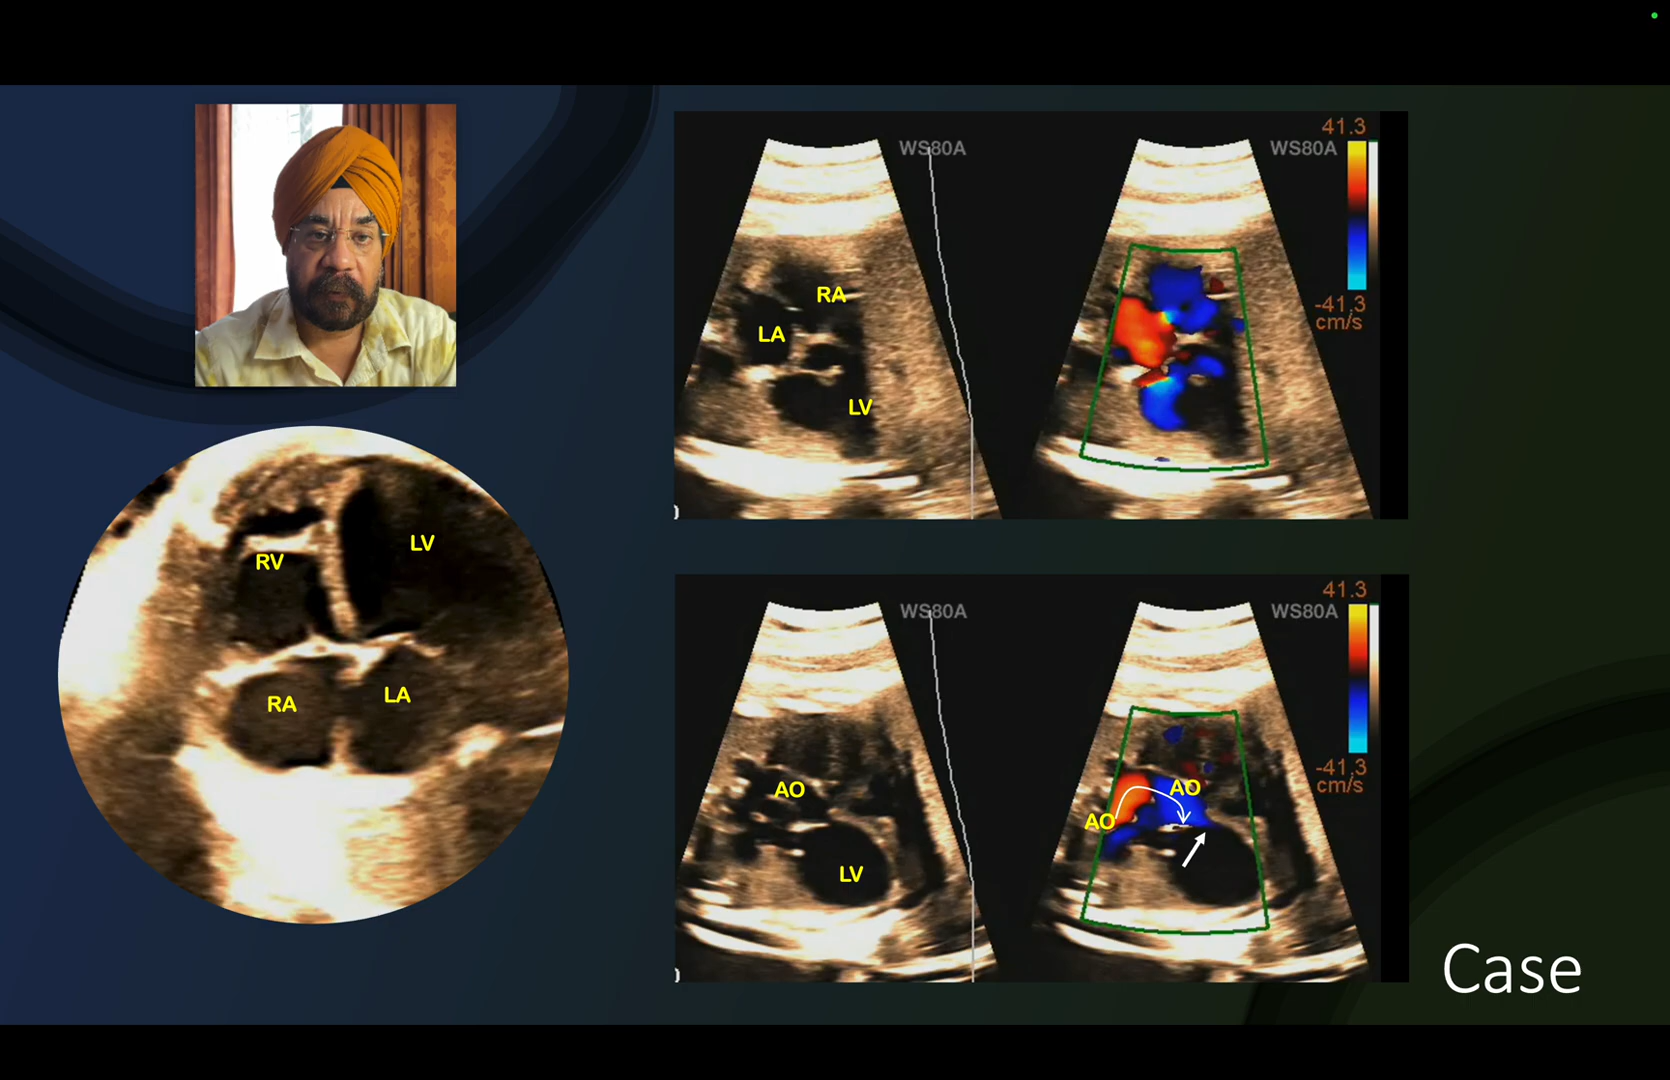 WS80A
WS80A
41.3
-41.3
cm/s
RA
LA
LV
RV
LV
RA
LA
WS80A
WS80A
41.3
-41.3
cm/s
AO
LV
AO
AO
Case